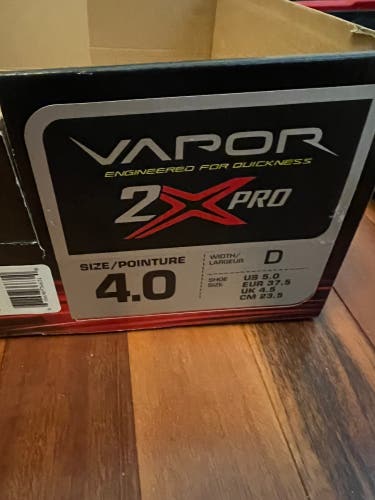 VAPOR
ENGINEERED FOR QUICKNESS
2X PRO
SIZE/POINTURE
4.0
WIDTH/
LARGEUR
D
SHOE
SIZE
US 5.0
EUR 37.5
UK 4.5
CM 23.5